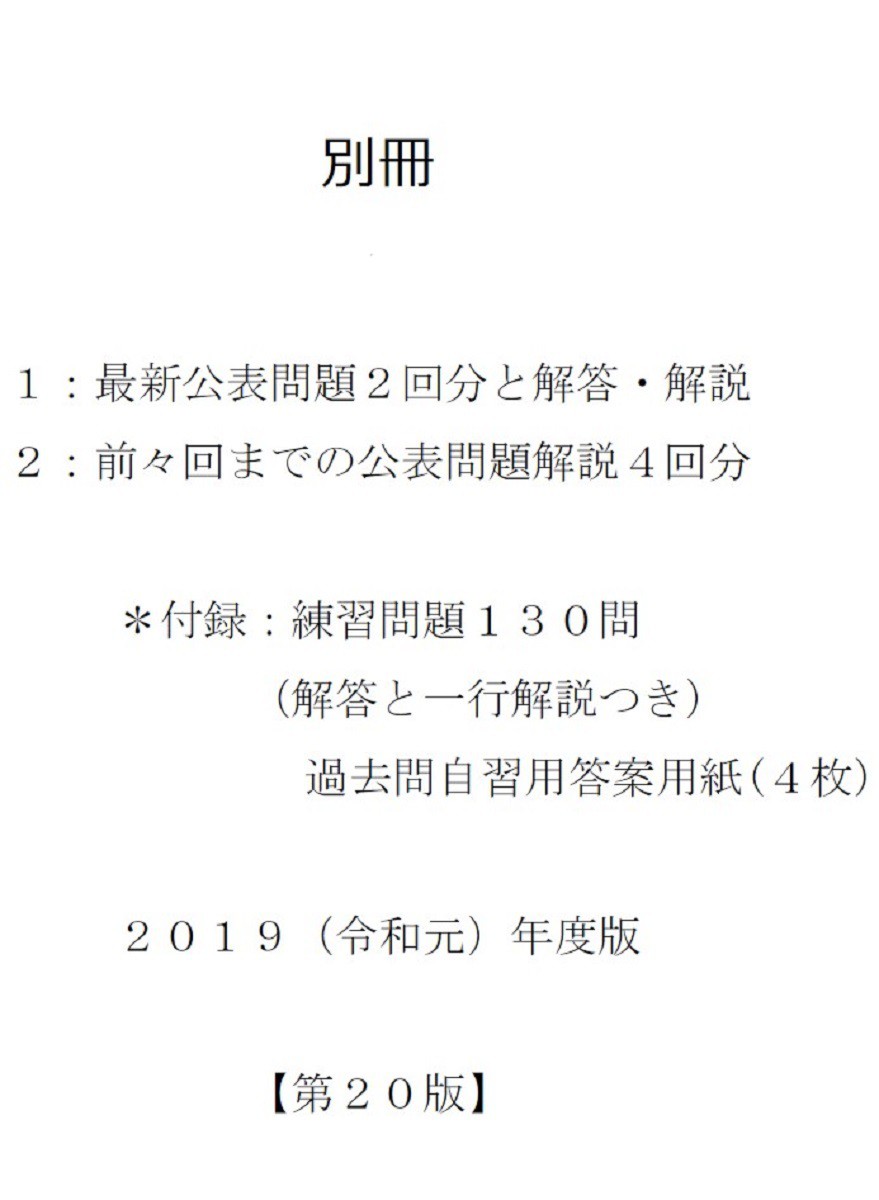 別冊
１：最新公表問題２回分と解答・解説
２：前々回までの公表問題解説４回分
＊付録：練習問題１３０問
（解答と一行解説つき）
過去問自習用答案用紙（４枚）
２０１９（令和元）年度版
【第２０版】